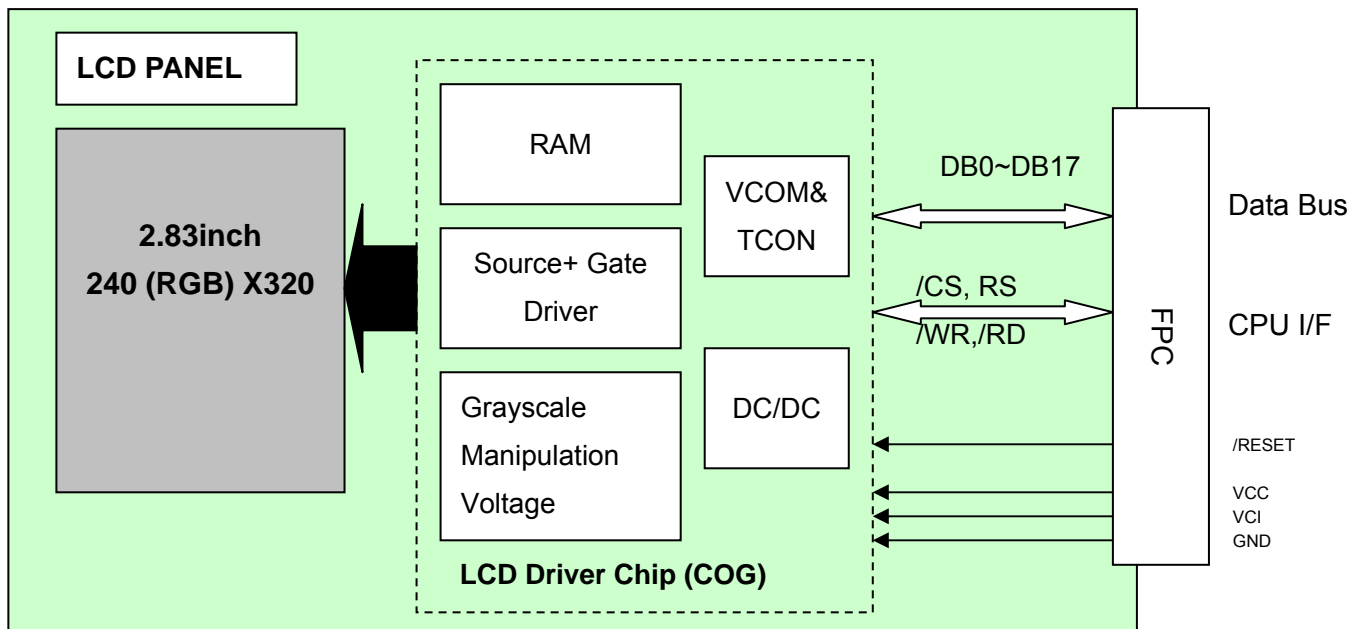 LCD PANEL
2.83inch
240 (RGB) X320
RAM
Source+ Gate
Driver
Grayscale
Manipulation
Voltage
VCOM&
TCON
DC/DC
LCD Driver Chip (COG)
DB0~DB17
/CS, RS
/WR,/RD
FPC
Data Bus
CPU I/F
/RESET
VCC
VCI
GND